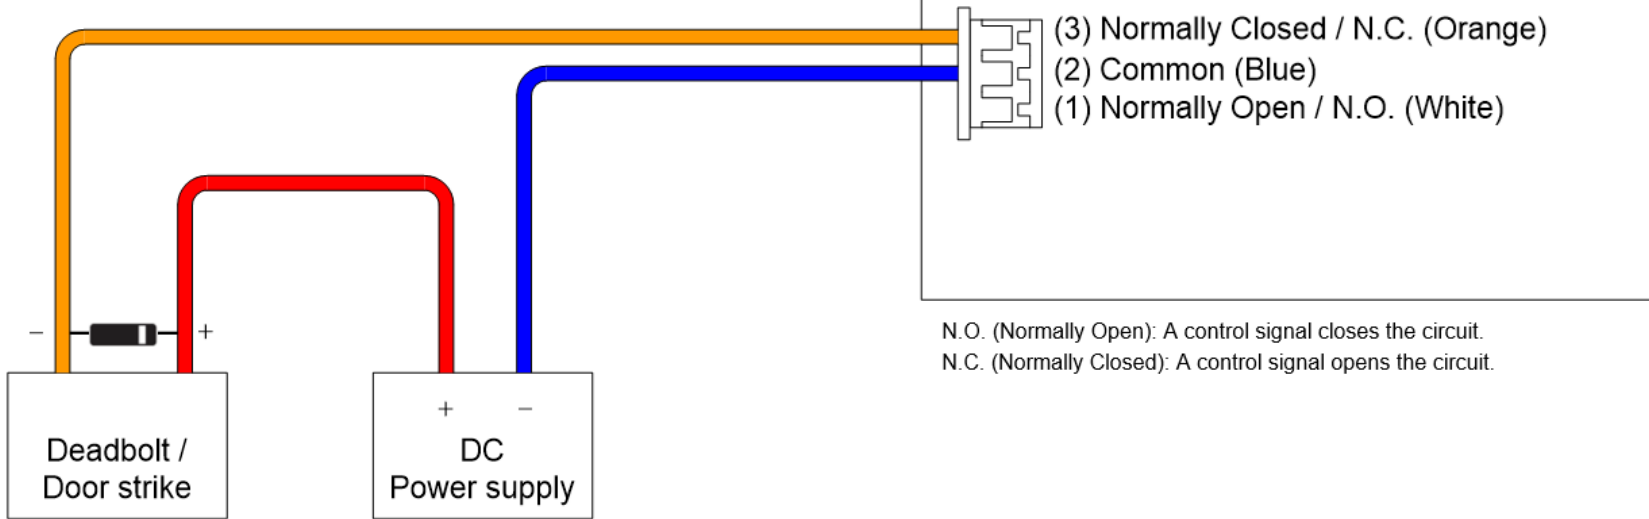 (3) Normally Closed / N.C. (Orange)
(2) Common (Blue)
(1) Normally Open / N.O. (White)
N.O. (Normally Open): A control signal closes the circuit.
N.C. (Normally Closed): A control signal opens the circuit.
− +
+ −
Deadbolt /
Door strike
DC
Power supply